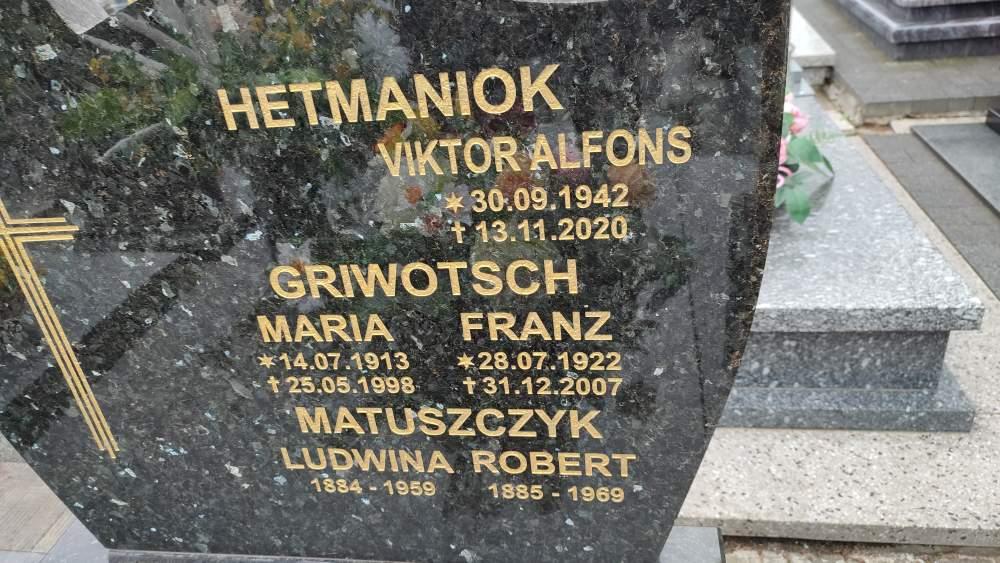 HETMANIOK
VIKTOR ALFONS
✶ 30.09.1942
† 13.11.2020
GRIWOTSCH
MARIA FRANZ
✶14.07.1913 ✶28.07.1922
†25.05.1998 †31.12.2007
MATUSZCZYK
LUDWINA ROBERT
1884 - 1959 1885 - 1969